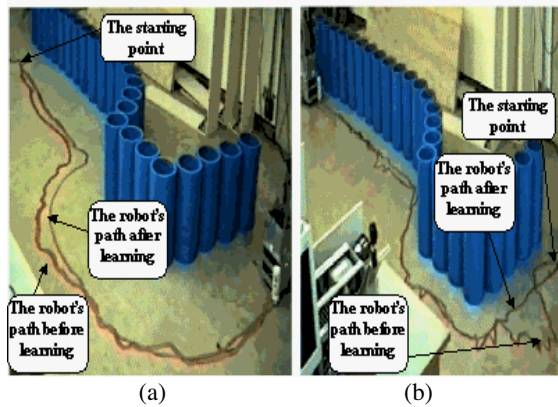 The starting
point
The robot's
path after
learning
The robot's
path before
learning
(a)
The starting
point
The robot's
path after
learning
The robot's
path before
learning
(b)